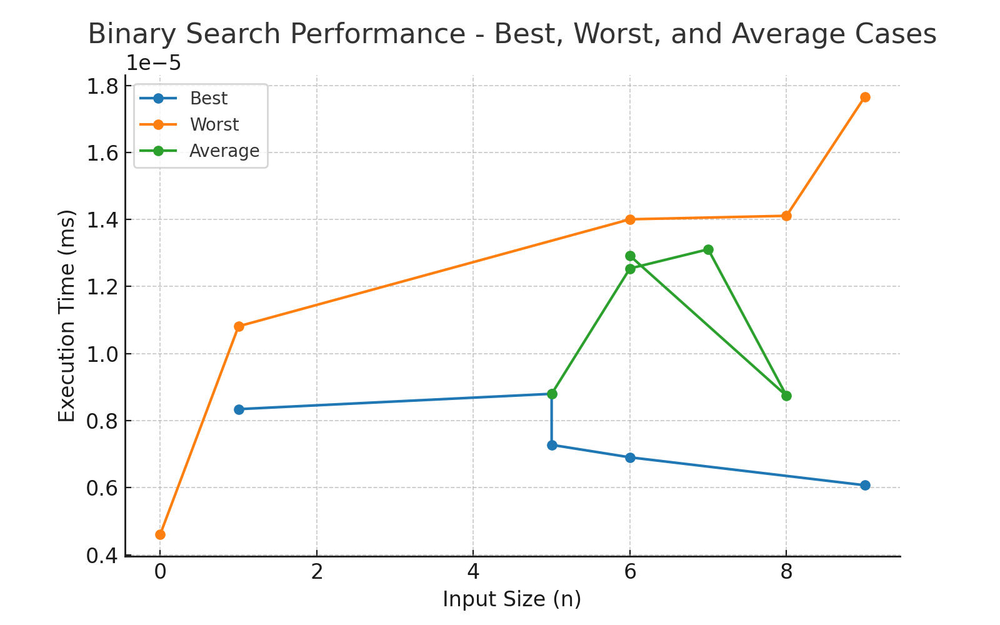 Binary Search Performance - Best, Worst, and Average Cases
1e−5
1.8
1.6
1.4
1.2
1.0
0.8
0.6
0.4
Execution Time (ms)
Best
Worst
Average
0 2 4 6 8
Input Size (n)